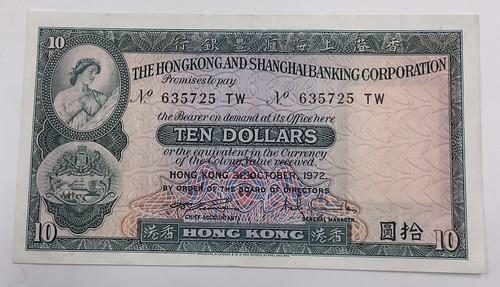 10 行銀豐滙海上港香 10
THE HONGKONG AND SHANGHAI BANKING CORPORATION
Promises to pay
No 635725 TW No 635725 TW
the Bearer on demand at its Office here
TEN DOLLARS
or the equivalent in the Currency
of the Colony value received.
HONG KONG 31ST OCTOBER, 1972,
BY ORDER OF THE BOARD OF DIRECTORS
CHIEF ACCOUNTANT GENERAL MANAGER
10 港香 HONG KONG 港香 圓拾 10